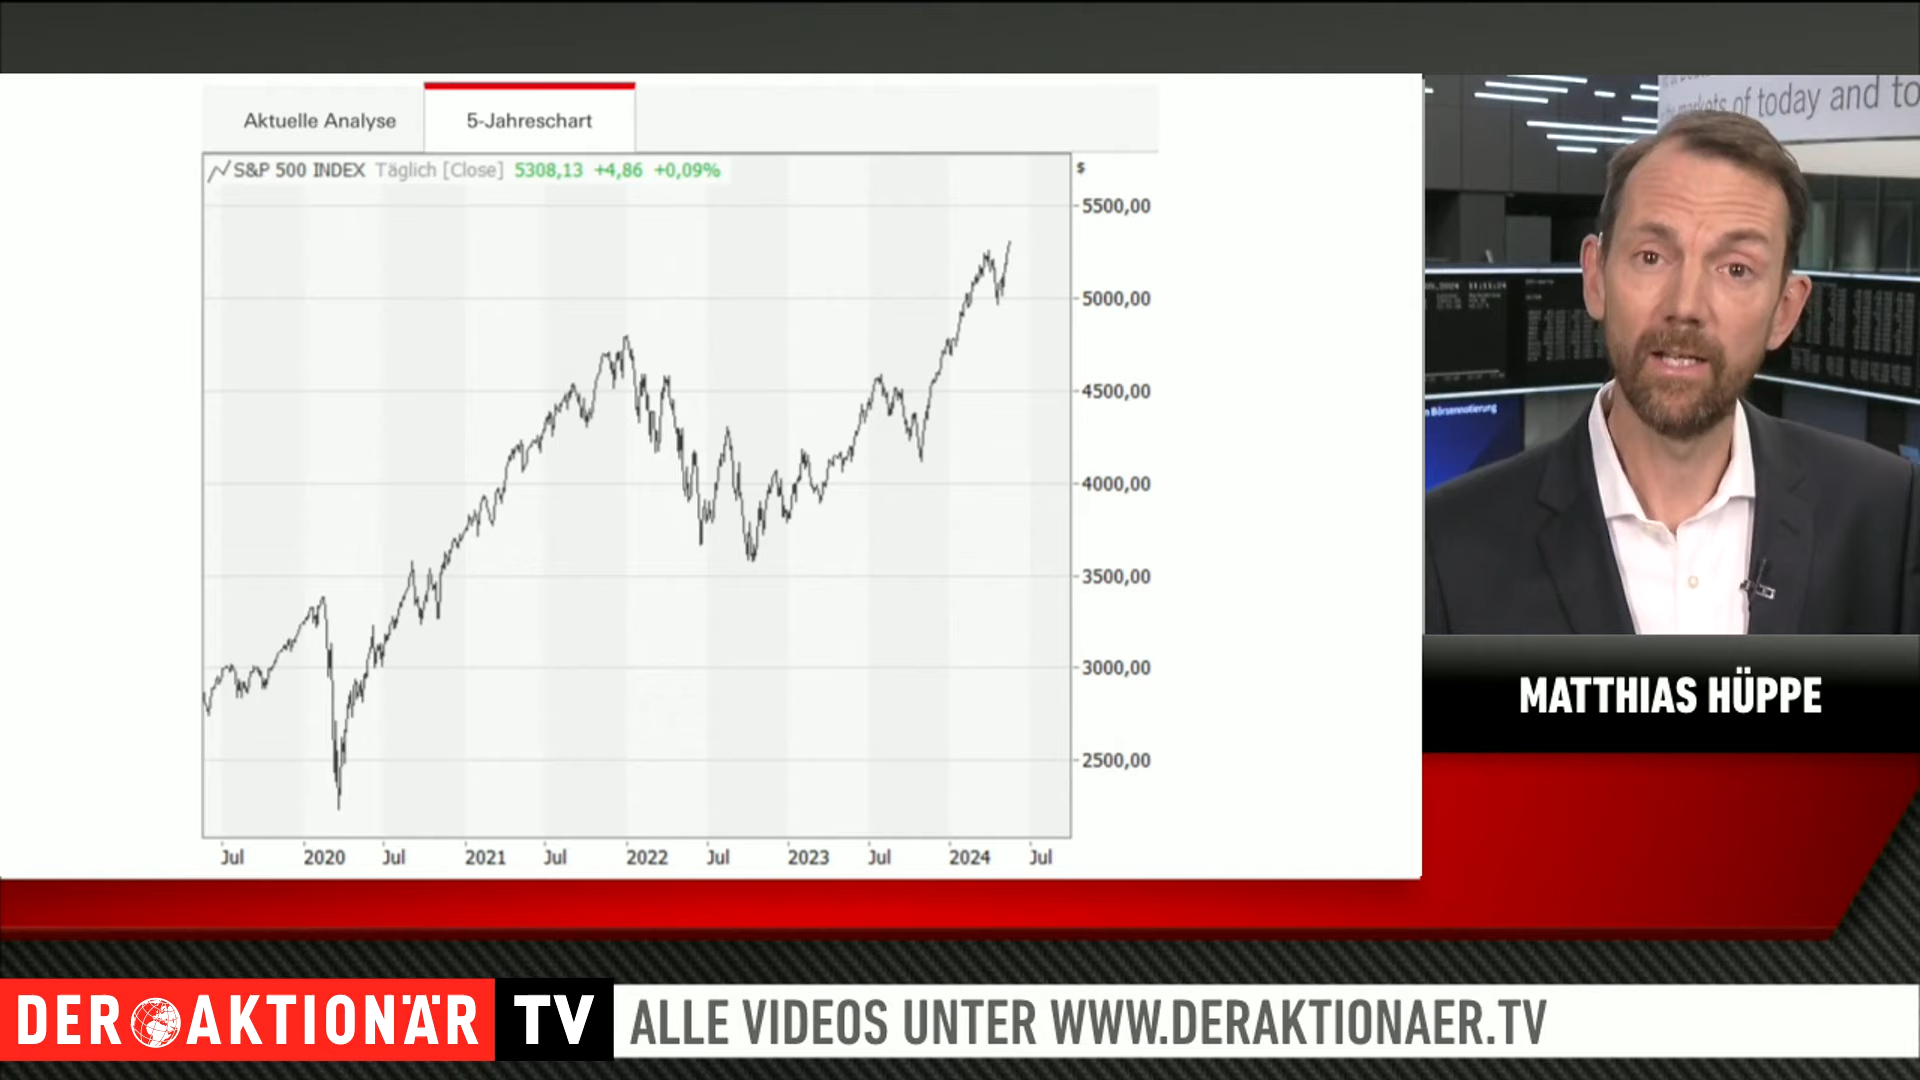 Aktuelle Analyse
5-Jahreschart
S&P 500 INDEX Täglich [Close] 5308,13 +4,86 +0,09%
$
5500,00
5000,00
4500,00
4000,00
3500,00
3000,00
2500,00
Jul 2020 Jul 2021 Jul 2022 Jul 2023 Jul 2024 Jul
markets of today and to
n Börsennotierung
MATTHIAS HÜPPE
DER AKTIONÄR TV
ALLE VIDEOS UNTER WWW.DERAKTIONAER.TV